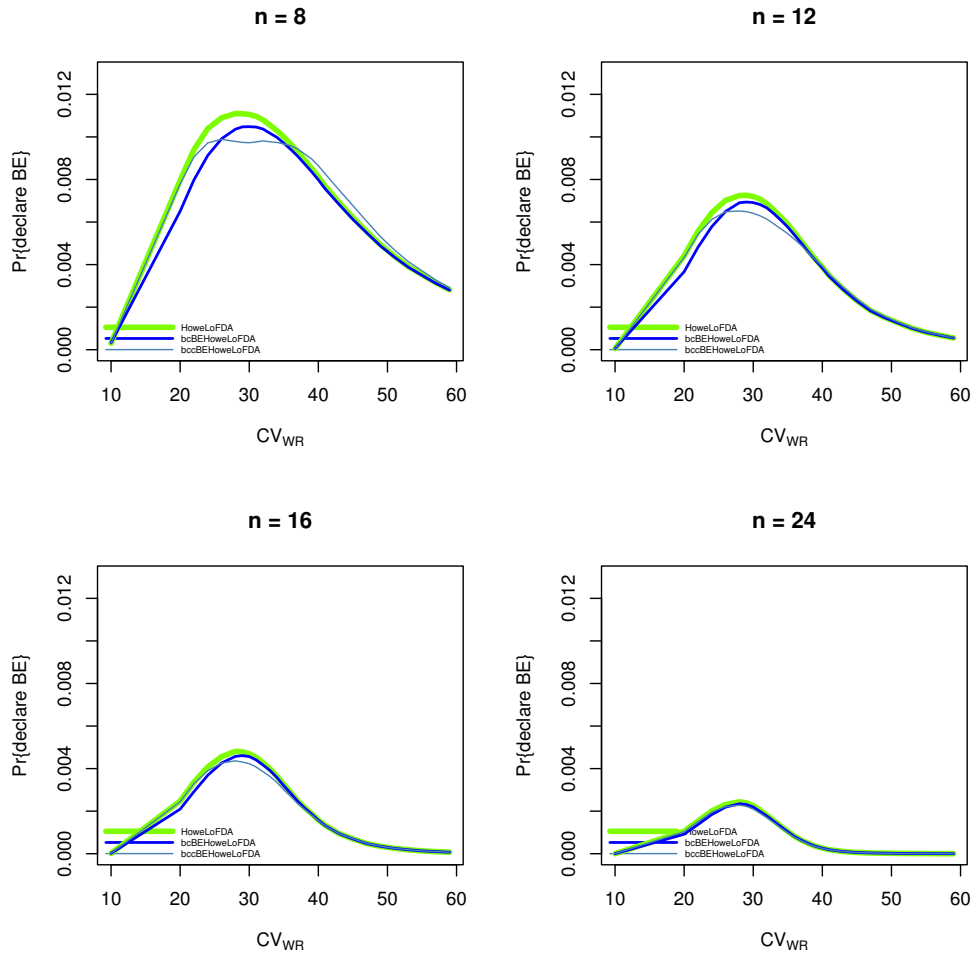 n = 8
Pr{declare BE}
0.012
0.008
0.004
0.000
HoweLoFDA
bcBEHoweLoFDA
bccBEHoweLoFDA
10 20 30 40 50 60
CVWR
n = 12
Pr{declare BE}
0.012
0.008
0.004
0.000
HoweLoFDA
bcBEHoweLoFDA
bccBEHoweLoFDA
10 20 30 40 50 60
CVWR
n = 16
Pr{declare BE}
0.012
0.008
0.004
0.000
HoweLoFDA
bcBEHoweLoFDA
bccBEHoweLoFDA
10 20 30 40 50 60
CVWR
n = 24
Pr{declare BE}
0.012
0.008
0.004
0.000
HoweLoFDA
bcBEHoweLoFDA
bccBEHoweLoFDA
10 20 30 40 50 60
CVWR